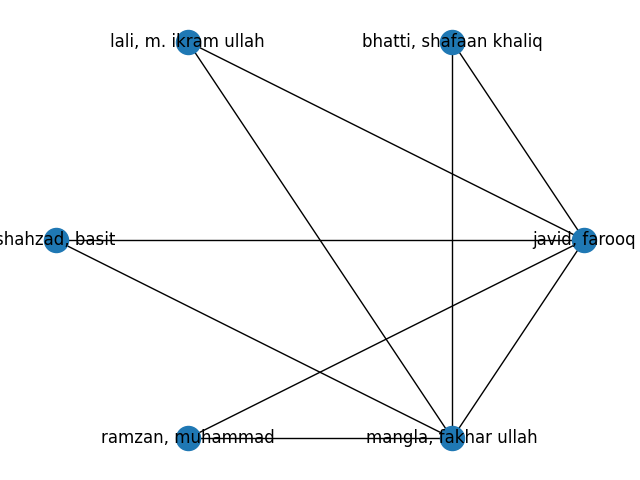 lali, m. ikram ullah
bhatti, shafaan khaliq
shahzad, basit
javid, farooq
ramzan, muhammad
mangla, fakhar ullah